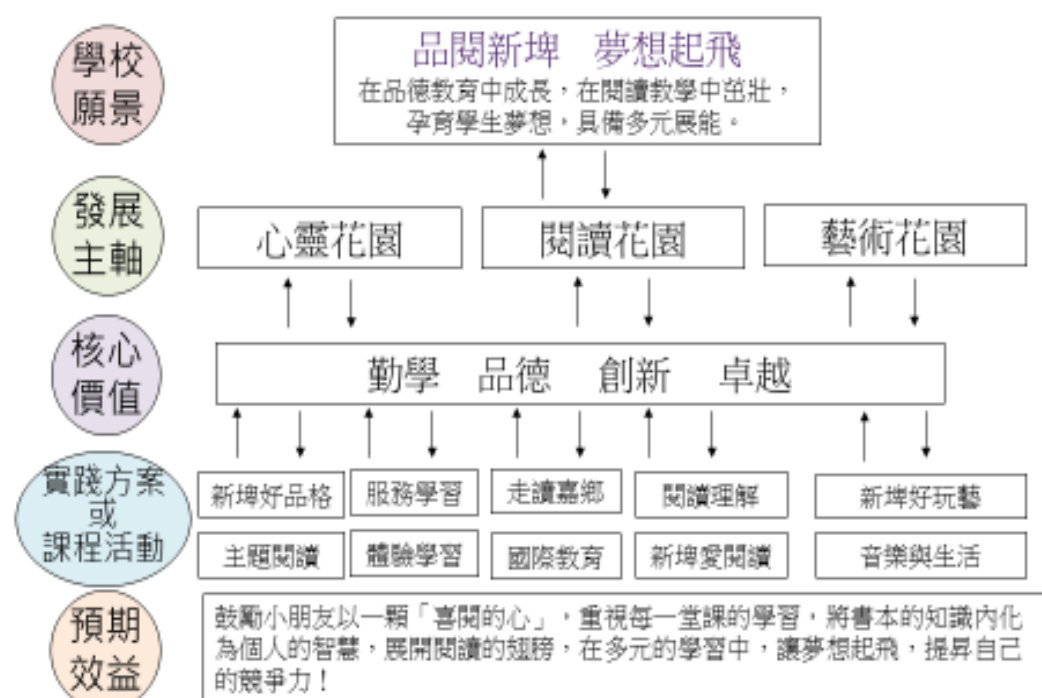 學校
願景
品閱新埤 夢想起飛
在品德教育中成長，在閱讀教學中茁壯，
孕育學生夢想，具備多元展能。
發展
主軸
心靈花園
閱讀花園
藝術花園
核心
價值
勤學 品德 創新 卓越
實踐方案
或
課程活動
新埤好品格
服務學習
走讀嘉鄉
閱讀理解
新埤好玩藝
主題閱讀
體驗學習
國際教育
新埤愛閱讀
音樂與生活
預期
效益
鼓勵小朋友以一顆「喜閱的心」，重視每一堂課的學習，將書本的知識內化
為個人的智慧，展開閱讀的翅膀，在多元的學習中，讓夢想起飛，提昇自己
的競爭力！